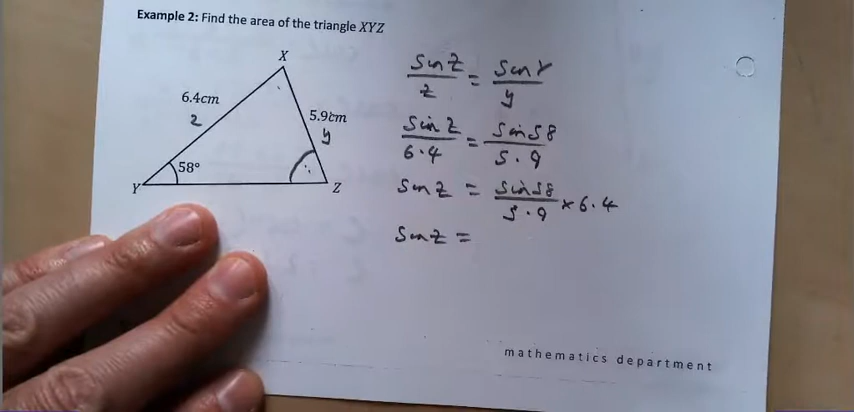 Example 2: Find the area of the triangle XYZ
X
6.4cm
z
5.9cm
y
58°
Y
Z
sin Z / z = sin Y / y
sin Z / 6.4 = sin 58 / 5.9
sin Z = sin 58 / 5.9 × 6.4
sin Z =
mathematics department